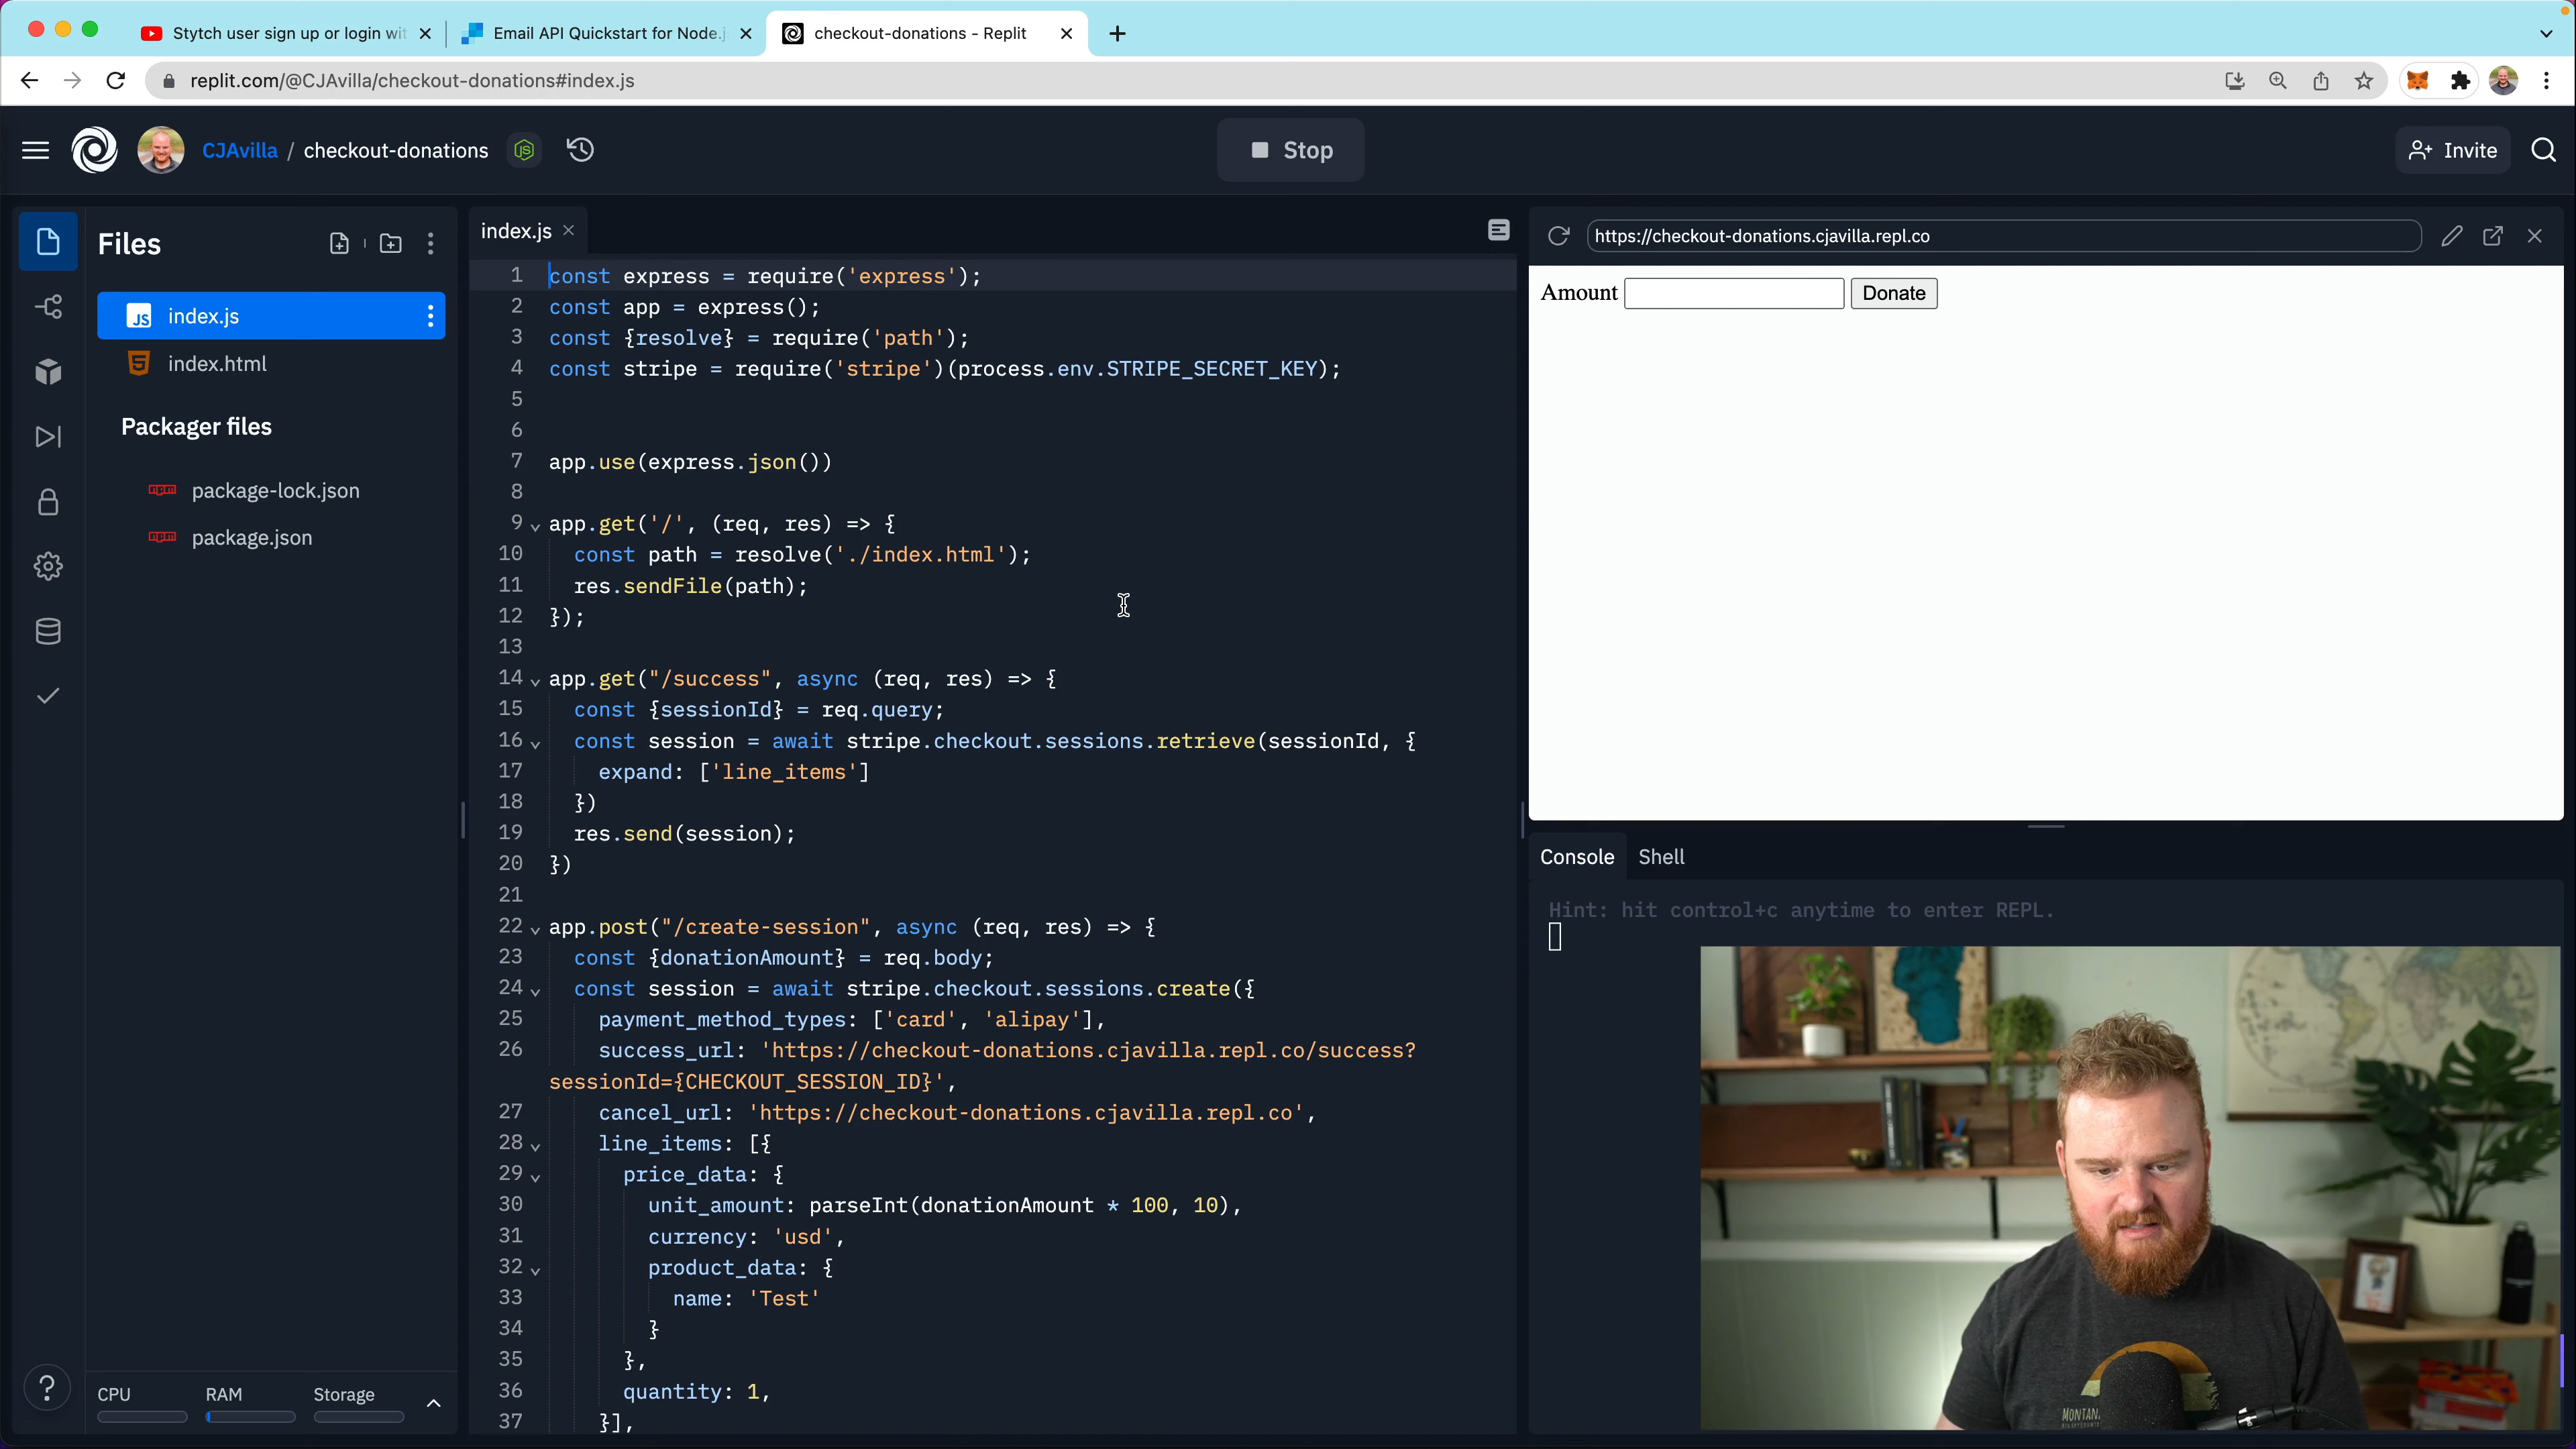 Stytch user sign up or login wit
Email API Quickstart for Node.j
checkout-donations - Replit
replit.com/@CJAvilla/checkout-donations#index.js
CJAvilla / checkout-donations
Stop
Invite
Files
index.js
index.html
Packager files
package-lock.json
package.json
CPU
RAM
Storage
index.js
1 const express = require('express');
2 const app = express();
3 const {resolve} = require('path');
4 const stripe = require('stripe')(process.env.STRIPE_SECRET_KEY);
5
6
7 app.use(express.json())
8
9 app.get('/', (req, res) => {
10 const path = resolve('./index.html');
11 res.sendFile(path);
12 });
13
14 app.get("/success", async (req, res) => {
15 const {sessionId} = req.query;
16 const session = await stripe.checkout.sessions.retrieve(sessionId, {
17 expand: ['line_items']
18 })
19 res.send(session);
20 })
21
22 app.post("/create-session", async (req, res) => {
23 const {donationAmount} = req.body;
24 const session = await stripe.checkout.sessions.create({
25 payment_method_types: ['card', 'alipay'],
26 success_url: 'https://checkout-donations.cjavilla.repl.co/success?
sessionId={CHECKOUT_SESSION_ID}',
27 cancel_url: 'https://checkout-donations.cjavilla.repl.co',
28 line_items: [{
29 price_data: {
30 unit_amount: parseInt(donationAmount * 100, 10),
31 currency: 'usd',
32 product_data: {
33 name: 'Test'
34 }
35 },
36 quantity: 1,
37 }],
https://checkout-donations.cjavilla.repl.co
Amount
Donate
Console
Shell
Hint: hit control+c anytime to enter REPL.
MONTAN